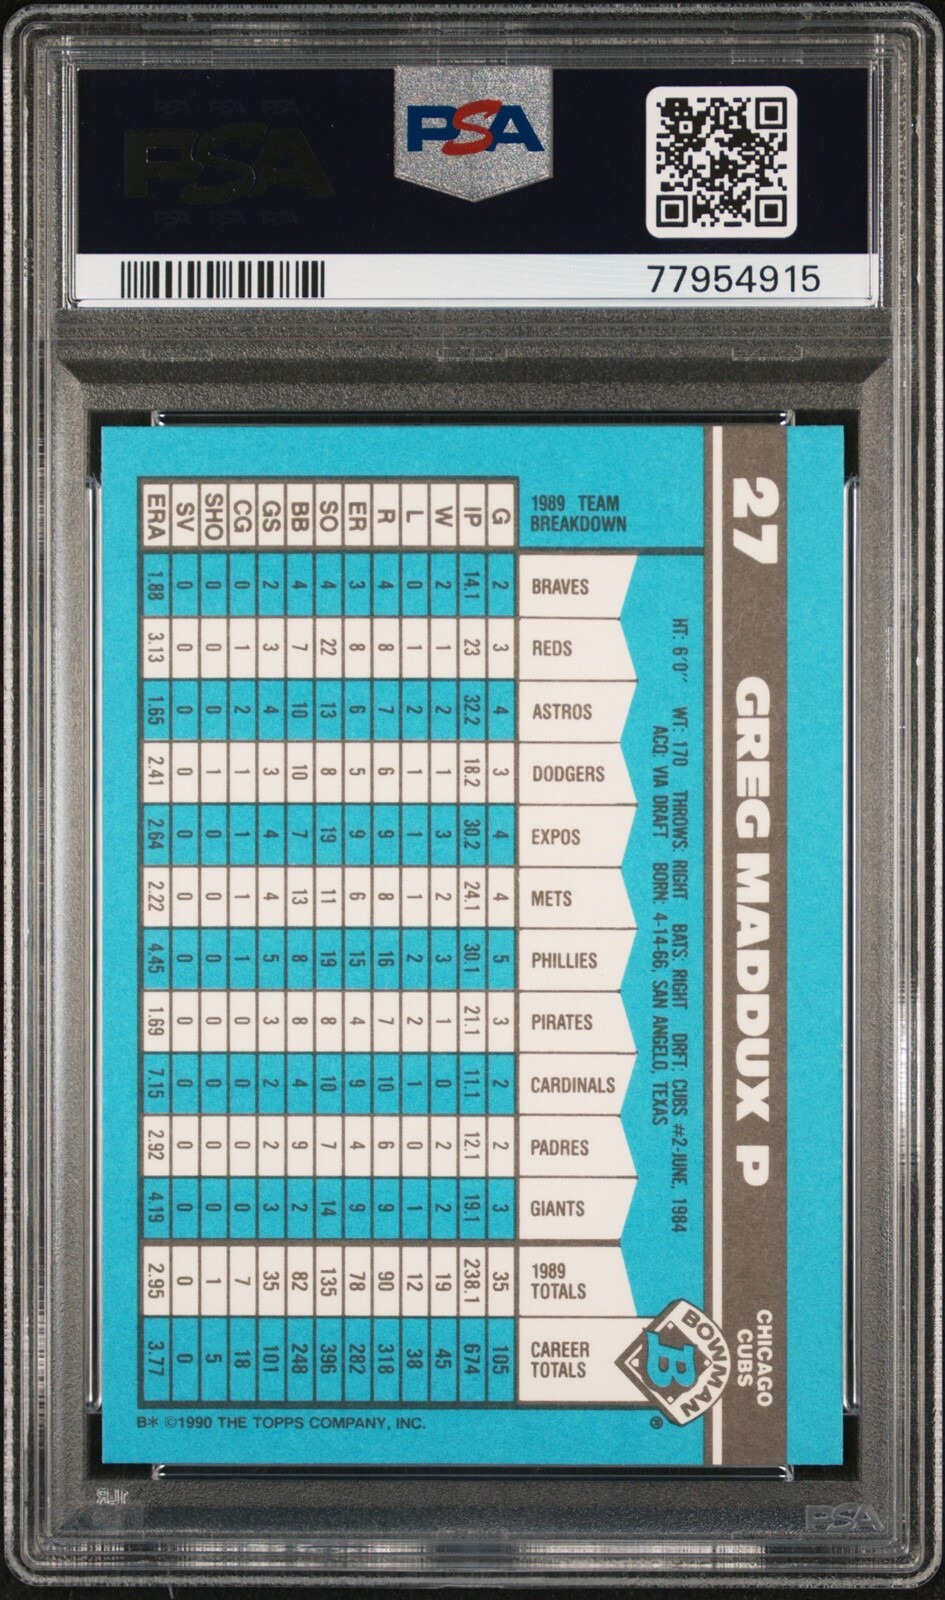 PSA PSA PSA
PSA
PSA PSA PSA
PSA
77954915
27 GREG MADDUX P
CHICAGO
CUBS
HT: 6'0" WT: 170 THROWS: RIGHT BATS: RIGHT DRFT: CUBS #2-JUNE, 1984
ACQ: VIA DRAFT BORN: 4-14-66, SAN ANGELO, TEXAS
BOWMAN
B
®
1989 TEAM
BREAKDOWN
G IP W L R ER SO BB GS CG SHO SV ERA
BRAVES 2 14.1 2 0 4 3 4 4 2 0 0 0 1.88
REDS 3 23 1 1 8 8 22 7 3 1 0 0 3.13
ASTROS 4 32.2 2 2 7 6 13 10 4 2 0 0 1.65
DODGERS 3 18.2 1 1 6 5 8 10 3 1 1 0 2.41
EXPOS 4 30.2 3 1 9 9 19 7 4 1 0 0 2.64
METS 4 24.1 2 1 8 6 11 13 4 1 0 0 2.22
PHILLIES 5 30.1 3 2 16 15 19 8 5 1 0 0 4.45
PIRATES 3 21.1 1 2 7 4 8 8 3 0 0 0 1.69
CARDINALS 2 11.1 0 1 10 9 10 4 2 0 0 0 7.15
PADRES 2 12.1 2 0 6 4 7 9 2 0 0 0 2.92
GIANTS 3 19.1 2 1 9 9 14 2 3 0 0 0 4.19
1989
TOTALS 35 238.1 19 12 90 78 135 82 35 7 1 0 2.95
CAREER
TOTALS 105 674 45 38 318 282 396 248 101 18 5 0 3.77
B* ©1990 THE TOPPS COMPANY, INC.
PSA